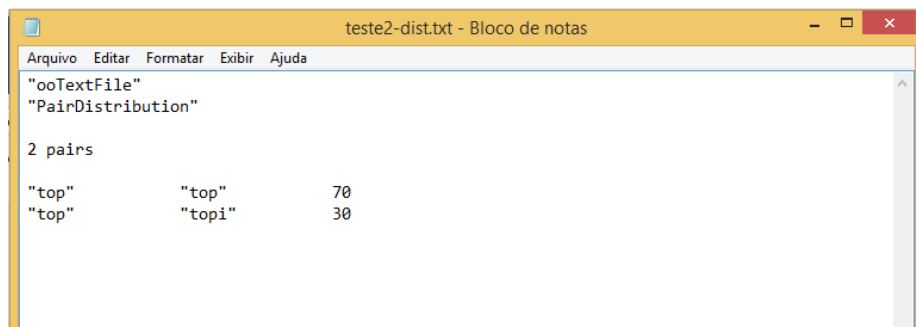 teste2-dist.txt - Bloco de notas
Arquivo Editar Formatar Exibir Ajuda
"ooTextFile"
"PairDistribution"
2 pairs
"top" "top" 70
"top" "topi" 30